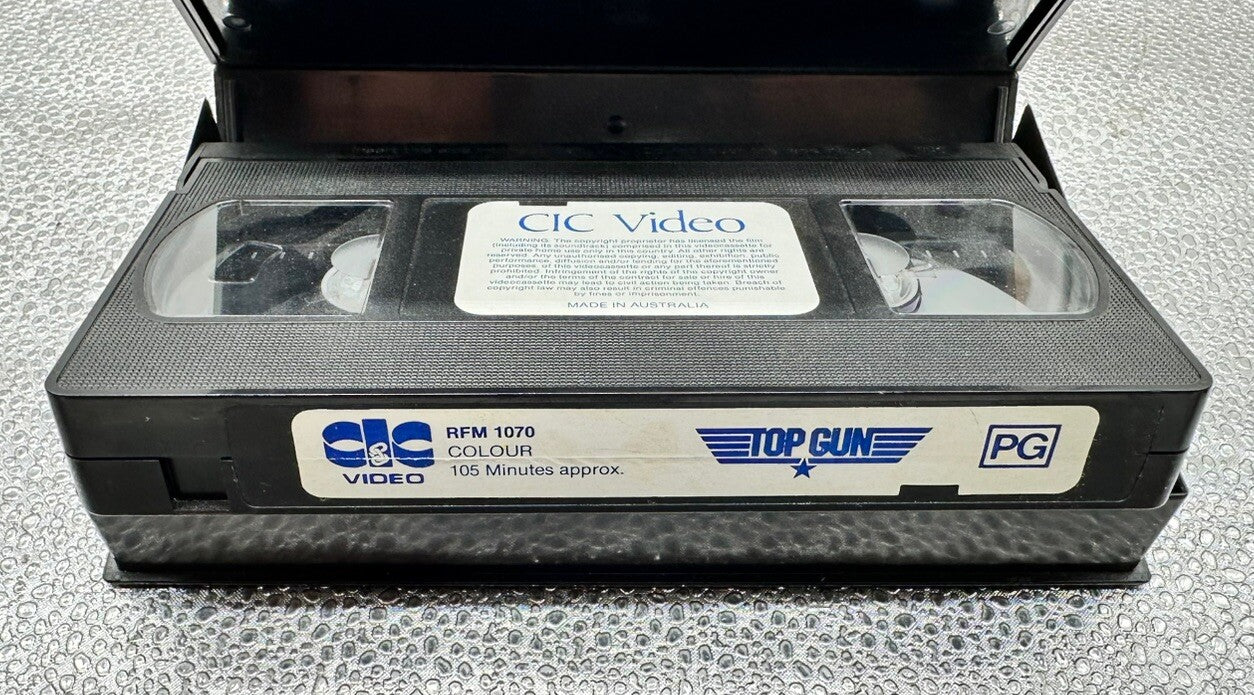 CIC Video
WARNING: The copyright proprietor has licensed the film
(including its soundtrack) comprised in this videocassette for
private home use only in this country. All other rights are
reserved. Any unauthorised copying, editing, exhibition, public
performance, diffusion and/or lending for the aforementioned
purposes, of this videocassette or any part thereof is strictly
prohibited. Infringement of the rights of the copyright owner
and/or the terms of the contract for sale or hire of this
videocassette may lead to civil action being taken. Breach of
copyright law may also result in criminal offences punishable
by fines or imprisonment.
MADE IN AUSTRALIA
CIC
VIDEO
RFM 1070
COLOUR
105 Minutes approx.
TOP GUN
PG